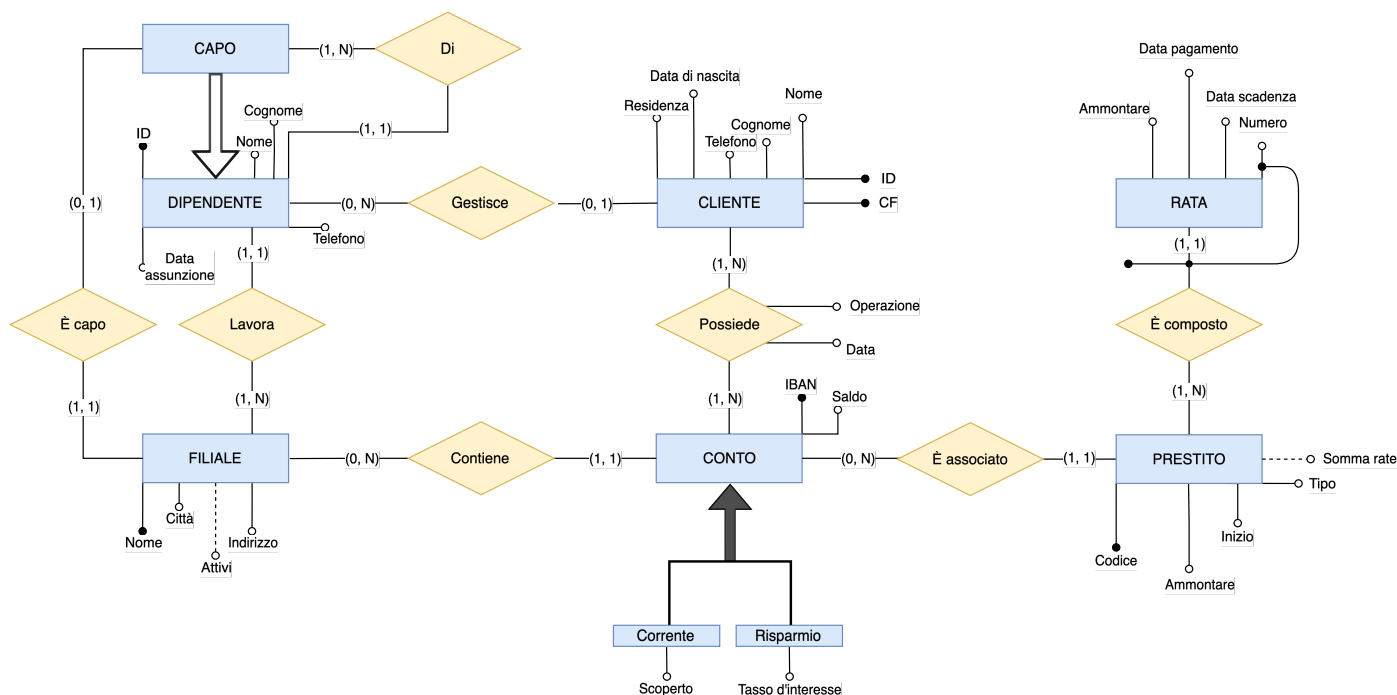 CAPO
(1, N)
Di
Data pagamento
Data di nascita
Nome
Residenza
Ammontare
Data scadenza
Cognome
Numero
ID
Nome
(1, 1)
Telefono
Cognome
ID
DIPENDENTE
(0, N)
Gestisce
(0, 1)
CLIENTE
CF
RATA
(0, 1)
Telefono
(1, 1)
(1, 1)
Data
assunzione
(1, N)
Operazione
È capo
Lavora
Possiede
È composto
Data
IBAN
(1, N)
Saldo
(1, 1)
(1, N)
(1, N)
FILIALE
(0, N)
Contiene
(1, 1)
CONTO
(0, N)
È associato
(1, 1)
PRESTITO
Somma rate
Tipo
Città
Nome
Indirizzo
Inizio
Attivi
Codice
Ammontare
Corrente
Risparmio
Scoperto
Tasso d'interesse